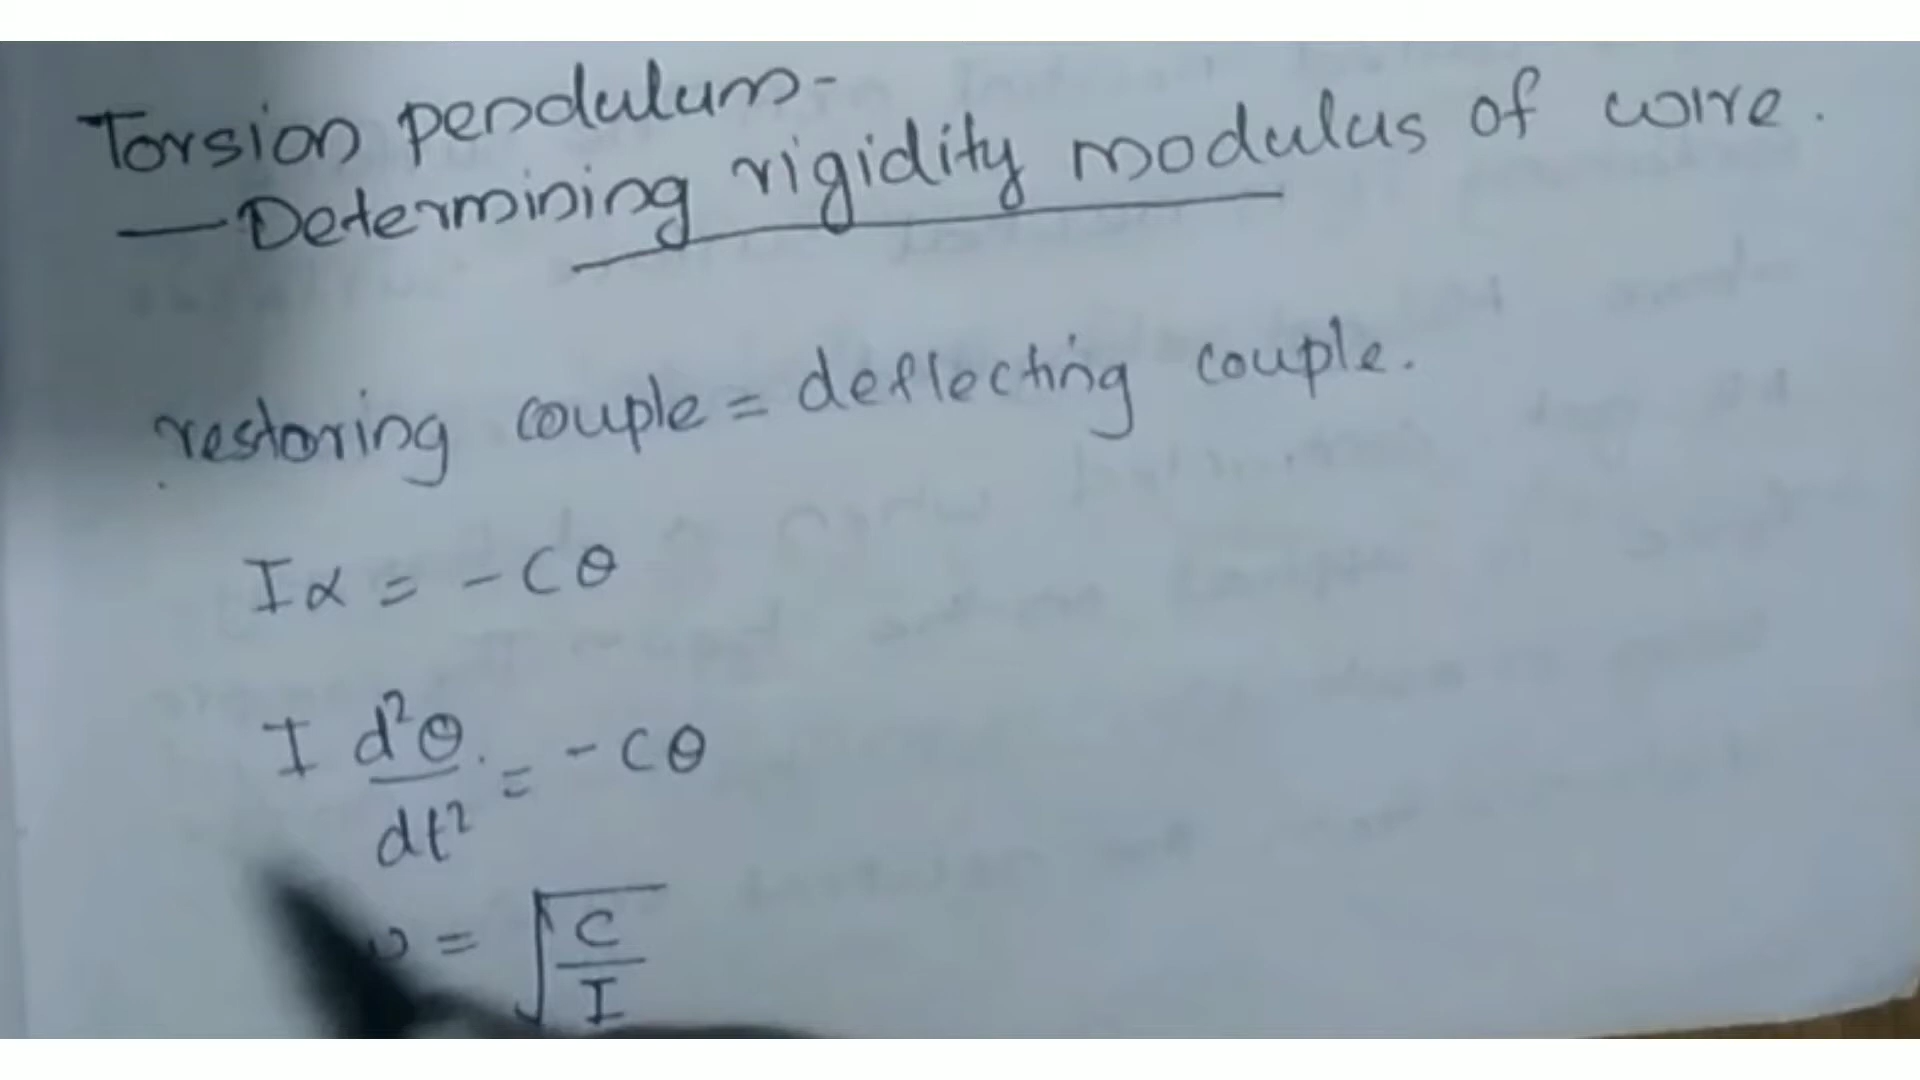 Torsion pendulum-
— Determining rigidity modulus of wire.
restoring couple = deflecting couple.
Iα = -Cθ
I d²θ/dt² = -Cθ
ω = √(C/I)